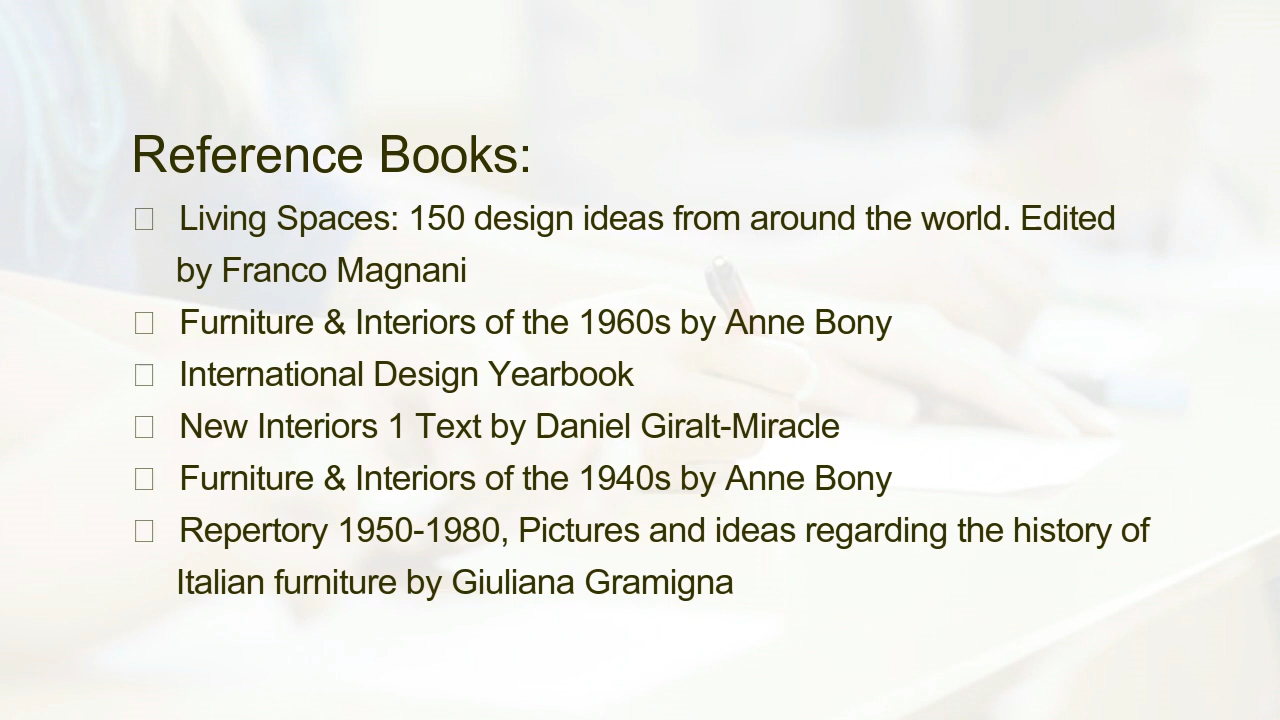 Reference Books:
□ Living Spaces: 150 design ideas from around the world. Edited
by Franco Magnani
□ Furniture & Interiors of the 1960s by Anne Bony
□ International Design Yearbook
□ New Interiors 1 Text by Daniel Giralt-Miracle
□ Furniture & Interiors of the 1940s by Anne Bony
□ Repertory 1950-1980, Pictures and ideas regarding the history of
Italian furniture by Giuliana Gramigna